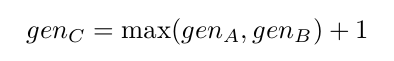 gen_C = max(gen_A, gen_B) + 1